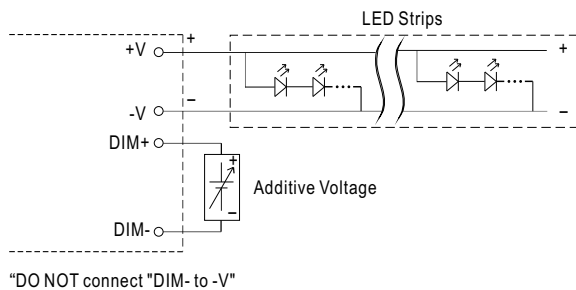 LED Strips
+V
+
+
-V
−
−
DIM+
+
Additive Voltage
−
DIM-
“DO NOT connect "DIM- to -V"